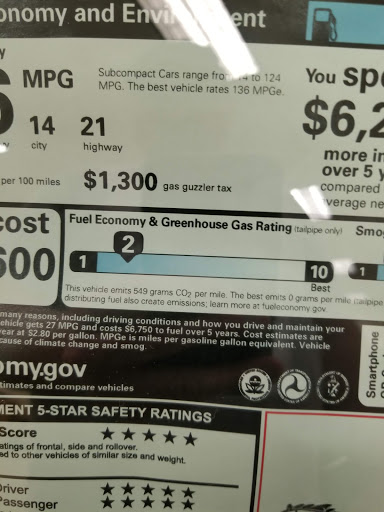 onomy and Environment
y
MPG
Subcompact Cars range from 14 to 124
MPG. The best vehicle rates 136 MPGe.
You sp
$6,2
14 21
city highway
more in
over 5 y
compared
average ne
per 100 miles
$1,300 gas guzzler tax
cost
600
Fuel Economy & Greenhouse Gas Rating (tailpipe only)
Smo
2
1
10
Best
1
This vehicle emits 549 grams CO2 per mile. The best emits 0 grams per mile (tailpipe
distributing fuel also create emissions; learn more at fueleconomy.gov
many reasons, including driving conditions and how you drive and maintain your
ehicle gets 27 MPG and costs $6,750 to fuel over 5 years. Cost estimates are
year at $2.80 per gallon. MPGe is miles per gasoline gallon equivalent. Vehicle
cause of climate change and smog.
omy.gov
timates and compare vehicles
Smartphone
MENT 5-STAR SAFETY RATINGS
Score ★★★★★
atings of frontal, side and rollover.
ed to other vehicles of similar size and weight.
Driver ★★★★★
Passenger ★★★★★